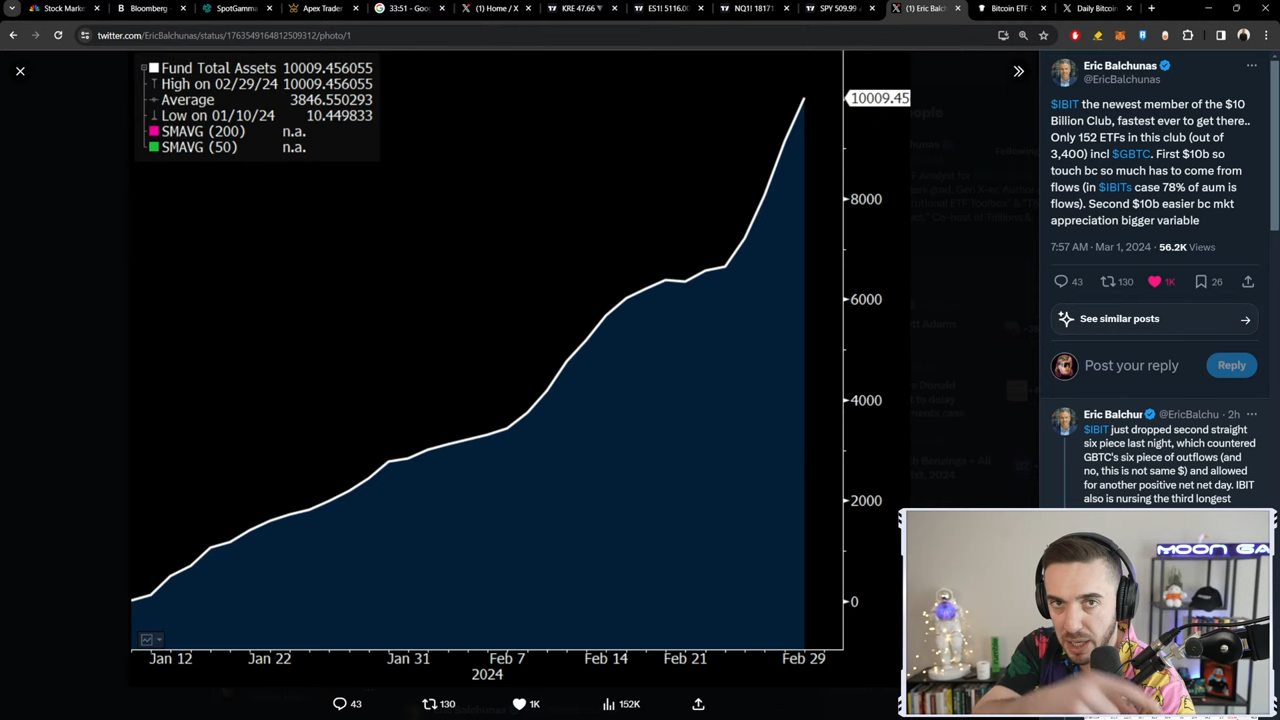 Stock Mark
Bloomberg -
SpotGamma
Apex Trader
33:51 - Goo
(1) Home / X
KRE 47.66 ▼
ES1! 5116.00
NQ1! 18171
SPY 509.99
(1) Eric Balch
Bitcoin ETF
Daily Bitcoin
twitter.com/EricBalchunas/status/1763549164812509312/photo/1
Fund Total Assets 10009.456055
High on 02/29/24 10009.456055
Average 3846.550293
Low on 01/10/24 10.449833
SMAVG (200) n.a.
SMAVG (50) n.a.
10009.45
8000
6000
4000
2000
0
Jan 12
Jan 22
Jan 31
Feb 7
Feb 14
Feb 21
Feb 29
2024
43
130
1K
152K
Eric Balchunas
@EricBalchunas
$IBIT the newest member of the $10
Billion Club, fastest ever to get there..
Only 152 ETFs in this club (out of
3,400) incl $GBTC. First $10b so
touch bc so much has to come from
flows (in $IBITs case 78% of aum is
flows). Second $10b easier bc mkt
appreciation bigger variable
7:57 AM · Mar 1, 2024 · 56.2K Views
43
130
1K
26
See similar posts
Post your reply
Reply
Eric Balchur @EricBalchu · 2h
$IBIT just dropped second straight
six piece last night, which countered
GBTC's six piece of outflows (and
no, this is not same $) and allowed
for another positive net net day. IBIT
also is nursing the third longest
MOON GA